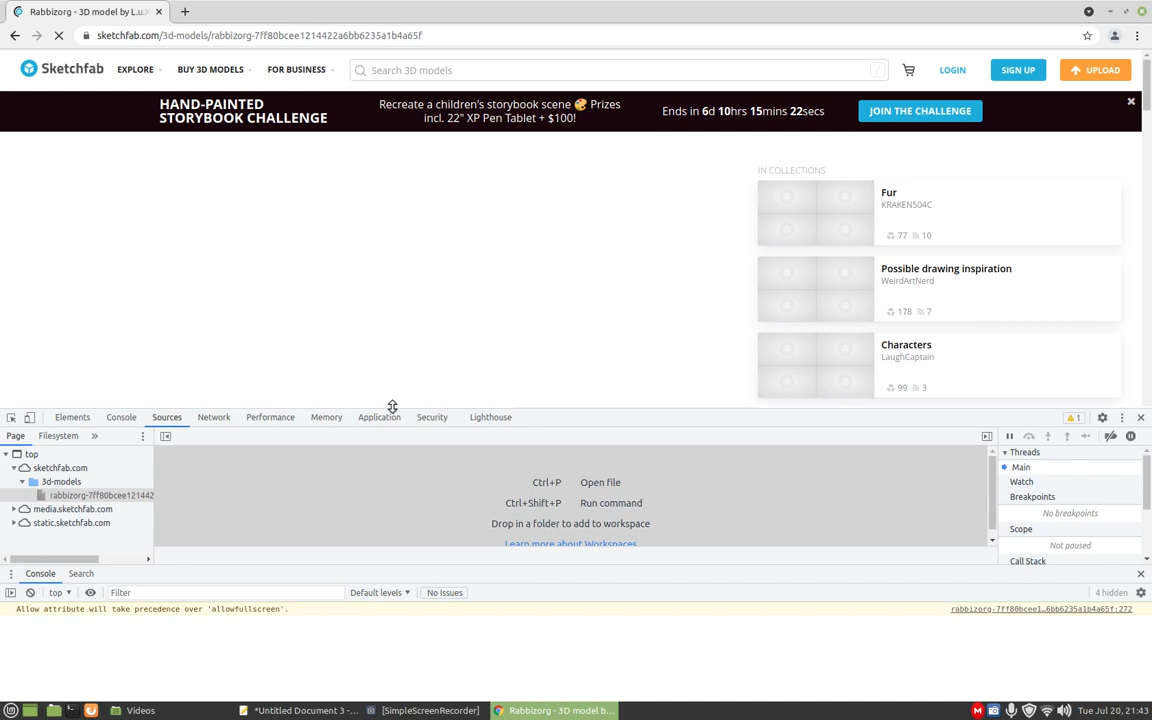 Rabbizorg - 3D model by L.u.
sketchfab.com/3d-models/rabbizorg-7ff80bcee1214422a6bb6235a1b4a65f
Sketchfab EXPLORE BUY 3D MODELS FOR BUSINESS Search 3D models / LOGIN SIGN UP UPLOAD
HAND-PAINTED
STORYBOOK CHALLENGE
Recreate a children's storybook scene 🎨 Prizes
incl. 22" XP Pen Tablet + $100!
Ends in 6d 10hrs 15mins 22secs
JOIN THE CHALLENGE
IN COLLECTIONS
Fur
KRAKEN504C
77 10
Possible drawing inspiration
WeirdArtNerd
178 7
Characters
LaughCaptain
99 3
Elements Console Sources Network Performance Memory Application Security Lighthouse 1
Page Filesystem »
top
sketchfab.com
3d-models
rabbizorg-7ff80bcee121442
media.sketchfab.com
static.sketchfab.com
Ctrl+P Open file
Ctrl+Shift+P Run command
Drop in a folder to add to workspace
Learn more about Workspaces
Threads
Main
Watch
Breakpoints
No breakpoints
Scope
Not paused
Call Stack
Console Search
top Filter Default levels No Issues 4 hidden
Allow attribute will take precedence over 'allowfullscreen'. rabbizorg-7ff80bcee1…6bb6235a1b4a65f:272
Videos *Untitled Document 3 -... [SimpleScreenRecorder] Rabbizorg - 3D model b... Tue Jul 20, 21:43